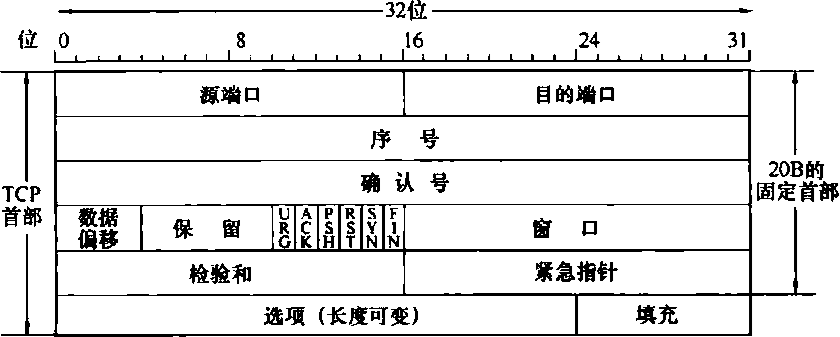 32位
位 0 8 16 24 31
源端口 目的端口
序 号
确认号
TCP
首部
20B的
固定首部
数据
偏移
保 留
URG
ACK
PSH
RST
SYN
FIN
窗 口
检验和 紧急指针
选项（长度可变） 填充